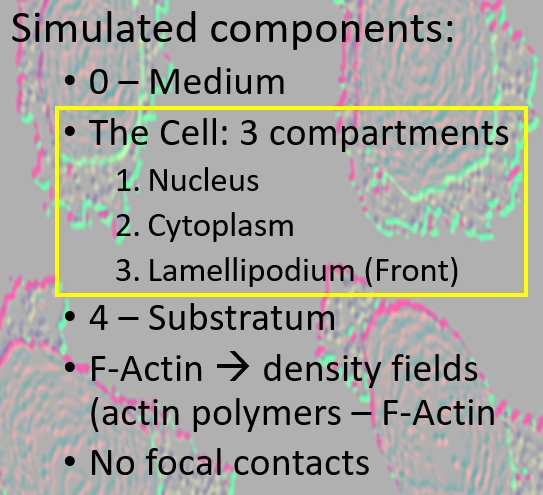 Simulated components:
• 0 – Medium
• The Cell: 3 compartments
1. Nucleus
2. Cytoplasm
3. Lamellipodium (Front)
• 4 – Substratum
• F-Actin → density fields
(actin polymers – F-Actin
• No focal contacts